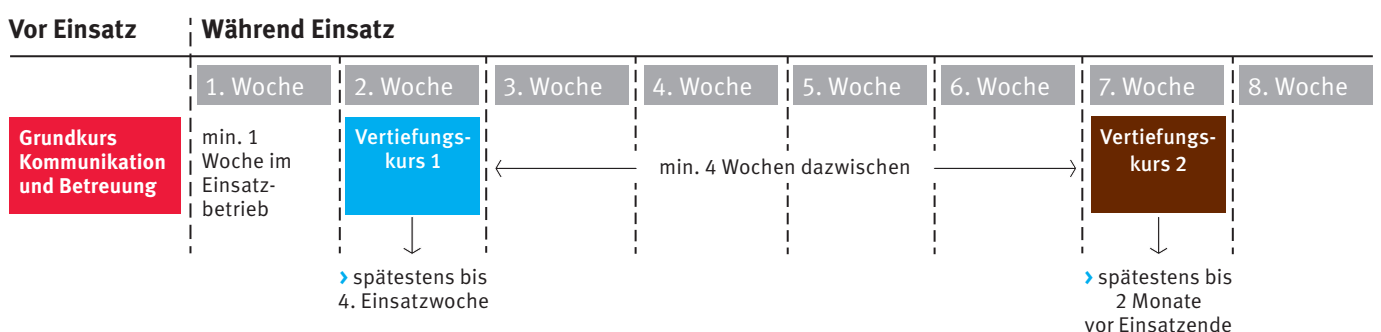 Vor Einsatz
Während Einsatz
1. Woche
2. Woche
3. Woche
4. Woche
5. Woche
6. Woche
7. Woche
8. Woche
Grundkurs
Kommunikation
und Betreuung
min. 1
Woche im
Einsatz-
betrieb
Vertiefungs-
kurs 1
min. 4 Wochen dazwischen
Vertiefungs-
kurs 2
› spätestens bis
4. Einsatzwoche
› spätestens bis
2 Monate
vor Einsatzende